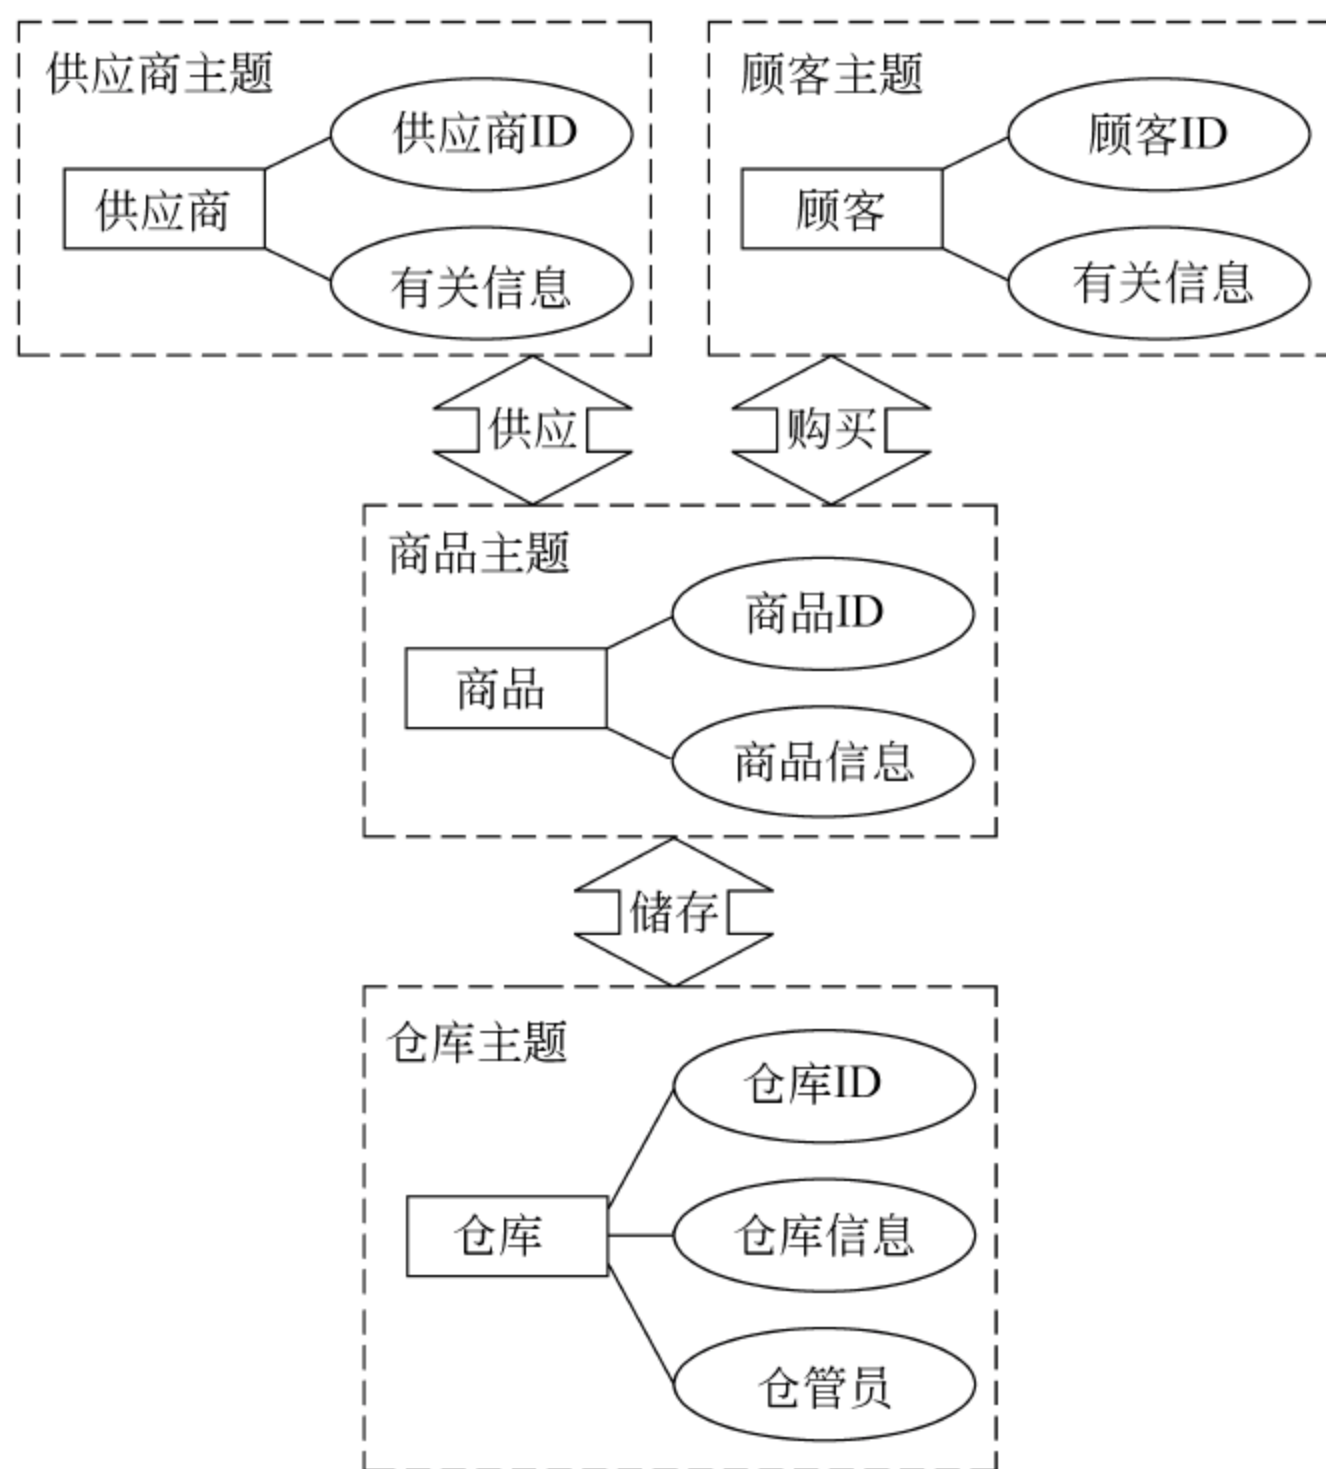 供应商主题
供应商ID
供应商
有关信息
顾客主题
顾客ID
顾客
有关信息
供应
购买
商品主题
商品ID
商品
商品信息
储存
仓库主题
仓库ID
仓库
仓库信息
仓管员